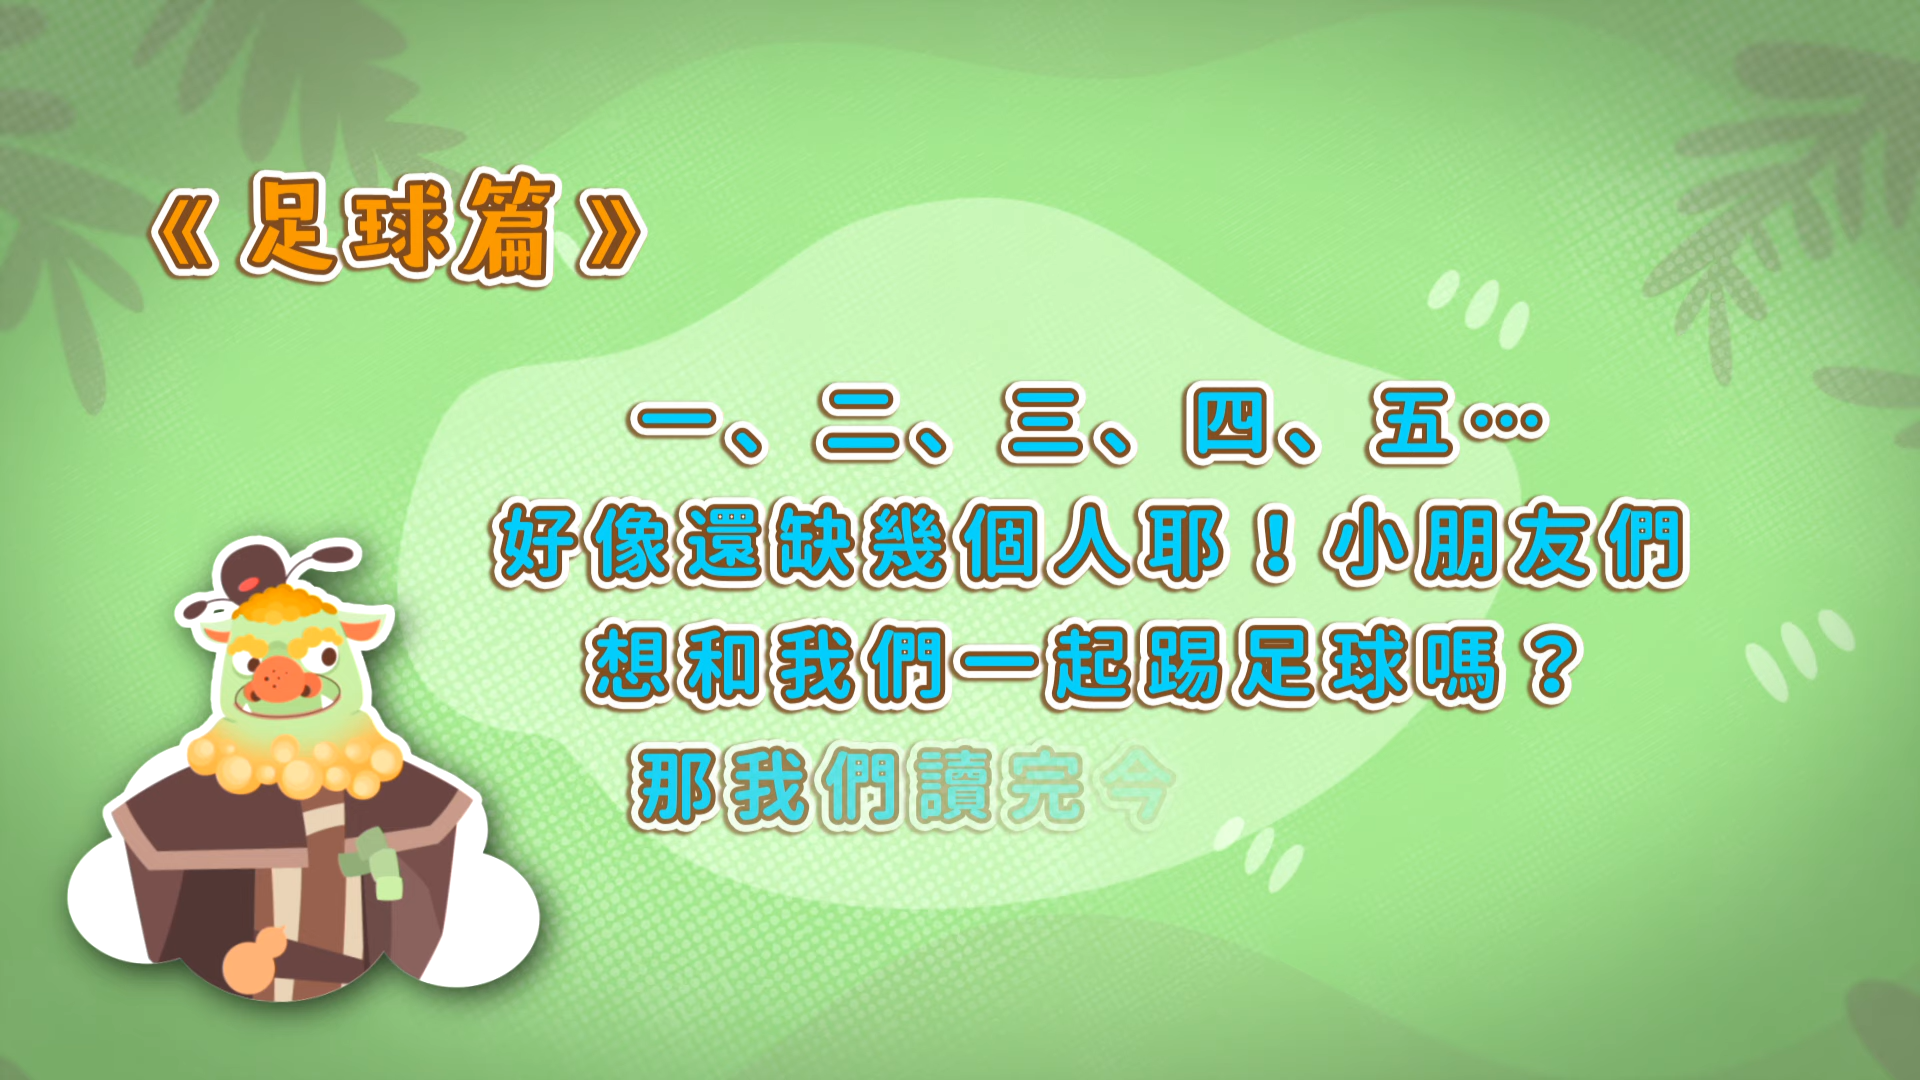 《足球篇》
一、二、三、四、五…
好像還缺幾個人耶！小朋友們
想和我們一起踢足球嗎？
那我們讀完今